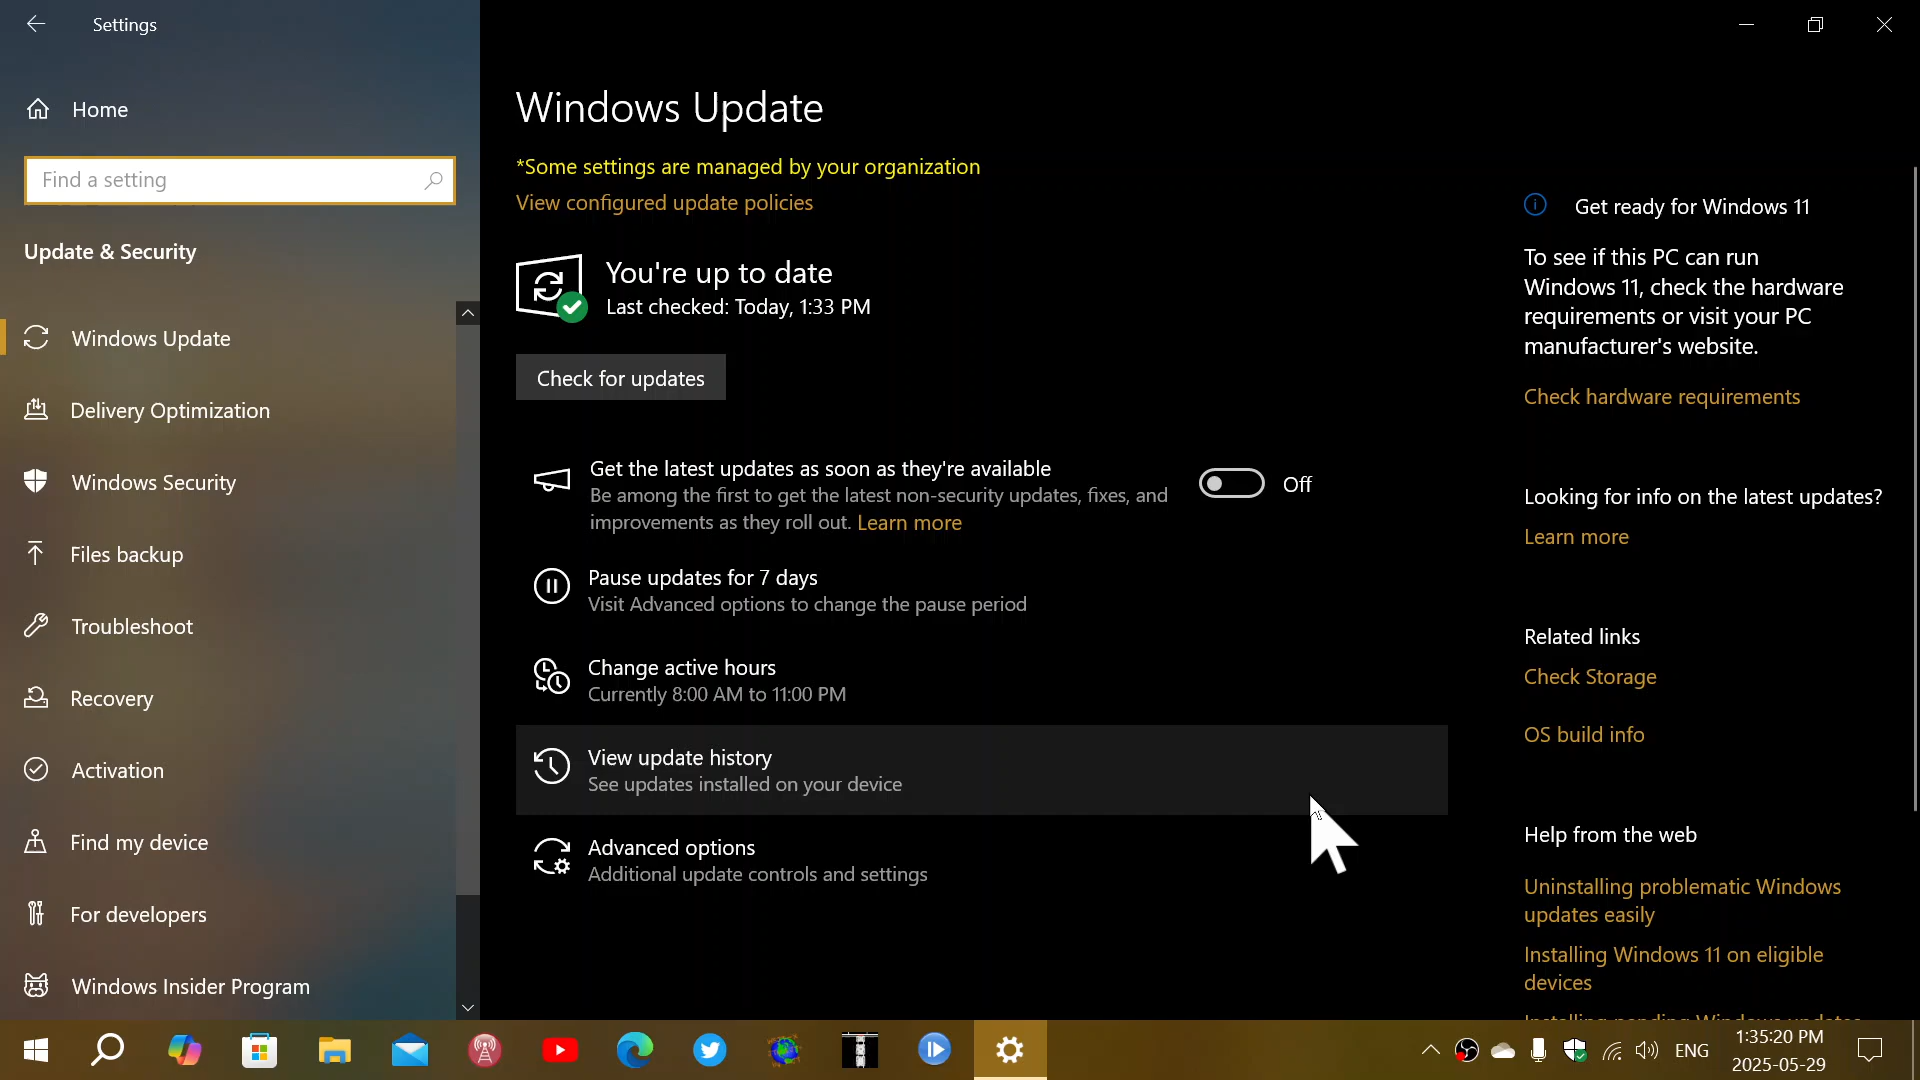 Settings
Home
Find a setting
Update & Security
Windows Update
Delivery Optimization
Windows Security
Files backup
Troubleshoot
Recovery
Activation
Find my device
For developers
Windows Insider Program
Windows Update
*Some settings are managed by your organization
View configured update policies
You're up to date
Last checked: Today, 1:33 PM
Check for updates
Get the latest updates as soon as they're available
Be among the first to get the latest non-security updates, fixes, and
improvements as they roll out. Learn more
Off
Pause updates for 7 days
Visit Advanced options to change the pause period
Change active hours
Currently 8:00 AM to 11:00 PM
View update history
See updates installed on your device
Advanced options
Additional update controls and settings
Get ready for Windows 11
To see if this PC can run
Windows 11, check the hardware
requirements or visit your PC
manufacturer's website.
Check hardware requirements
Looking for info on the latest updates?
Learn more
Related links
Check Storage
OS build info
Help from the web
Uninstalling problematic Windows
updates easily
Installing Windows 11 on eligible
devices
Installing pending Windows updates
ENG
1:35:20 PM
2025-05-29